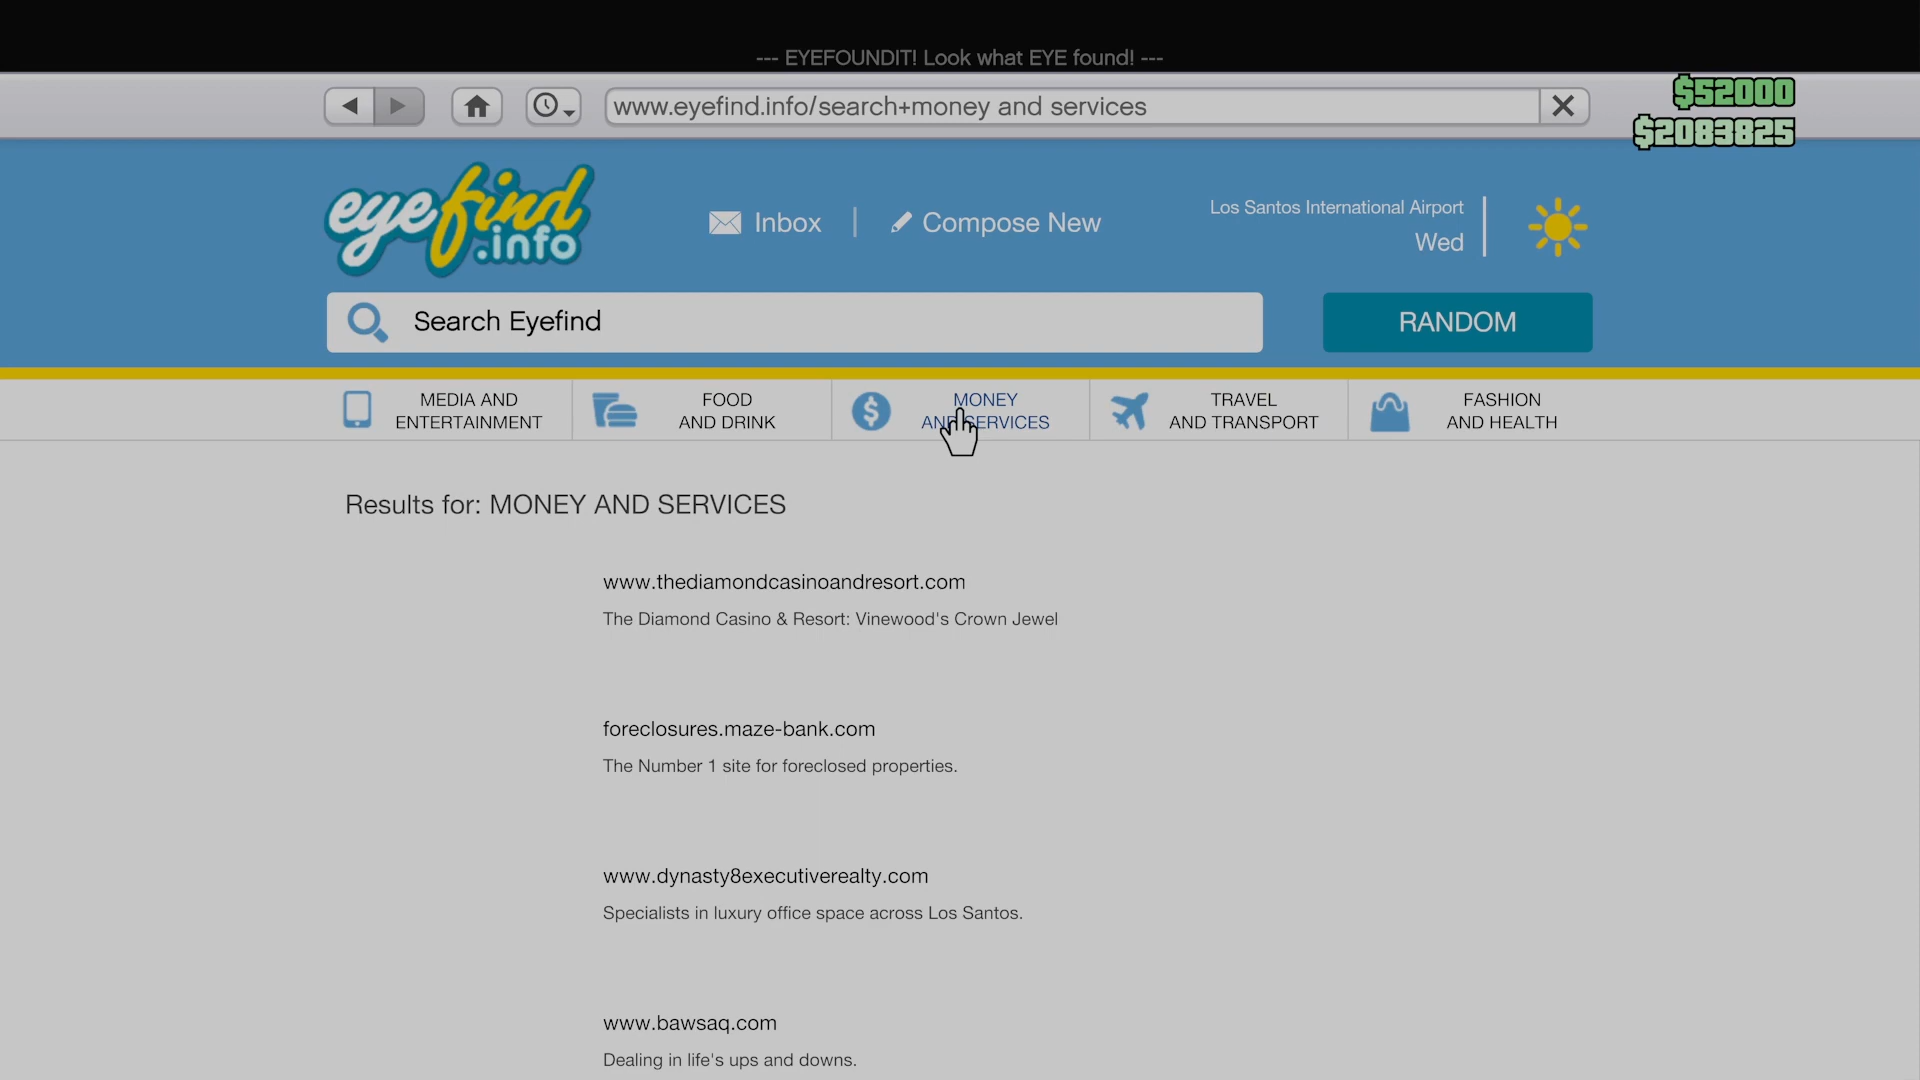 --- EYEFOUNDIT! Look what EYE found! ---
www.eyefind.info/search+money and services
$52000
$2083825
eyefind
.info
Inbox
Compose New
Los Santos International Airport
Wed
Search Eyefind
RANDOM
MEDIA AND
ENTERTAINMENT
FOOD
AND DRINK
MONEY
AND SERVICES
TRAVEL
AND TRANSPORT
FASHION
AND HEALTH
Results for: MONEY AND SERVICES
www.thediamondcasinoandresort.com
The Diamond Casino & Resort: Vinewood's Crown Jewel
foreclosures.maze-bank.com
The Number 1 site for foreclosed properties.
www.dynasty8executiverealty.com
Specialists in luxury office space across Los Santos.
www.bawsaq.com
Dealing in life's ups and downs.